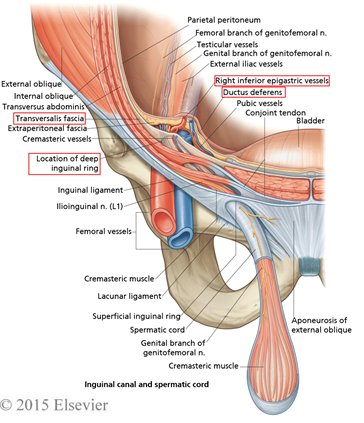 Parietal peritoneum
Femoral branch of genitofemoral n.
Testicular vessels
Genital branch of genitofemoral n.
External iliac vessels
Right inferior epigastric vessels
Ductus deferens
Pubic vessels
Conjoint tendon
Bladder
External oblique
Internal oblique
Transversus abdominis
Transversalis fascia
Extraperitoneal fascia
Cremasteric vessels
Location of deep
inguinal ring
Inguinal ligament
Ilioinguinal n. (L1)
Femoral vessels
Cremasteric muscle
Lacunar ligament
Superficial inguinal ring
Spermatic cord
Genital branch of
genitofemoral n.
Cremasteric muscle
Aponeurosis of
external oblique
Inguinal canal and spermatic cord
© 2015 Elsevier